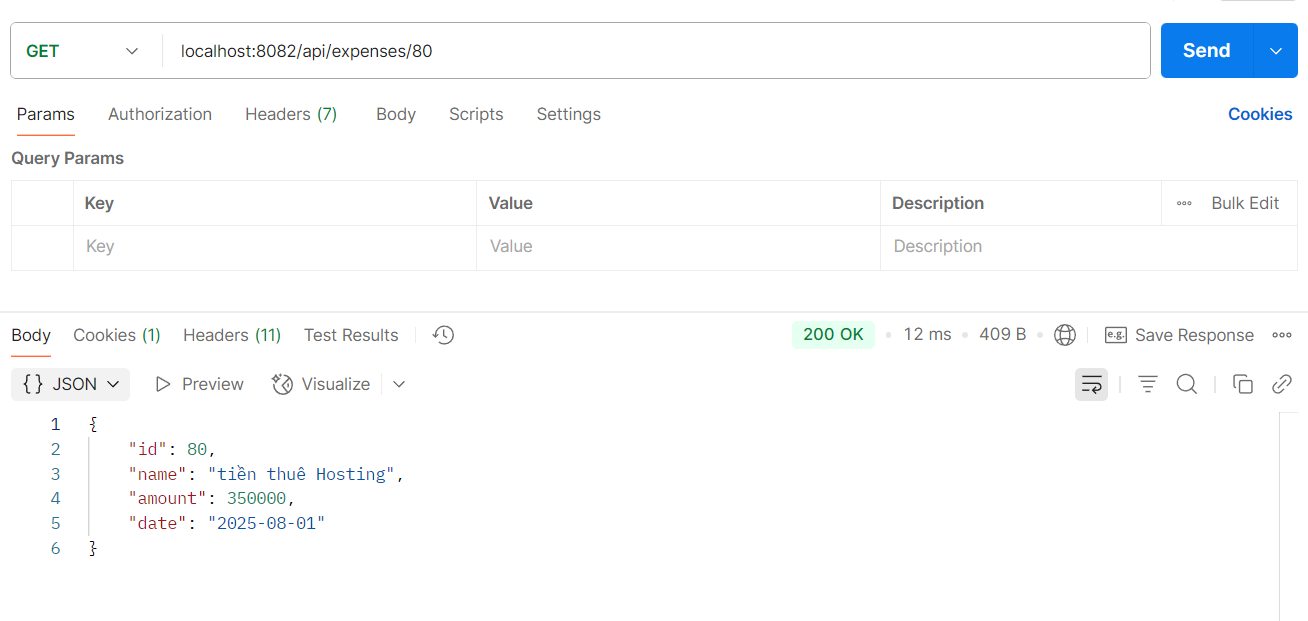 GET localhost:8082/api/expenses/80 Send
Params Authorization Headers (7) Body Scripts Settings Cookies
Query Params
Key Value Description Bulk Edit
Key Value Description
Body Cookies (1) Headers (11) Test Results 200 OK 12 ms 409 B e.g. Save Response
{} JSON Preview Visualize
1 {
2 "id": 80,
3 "name": "tiền thuê Hosting",
4 "amount": 350000,
5 "date": "2025-08-01"
6 }